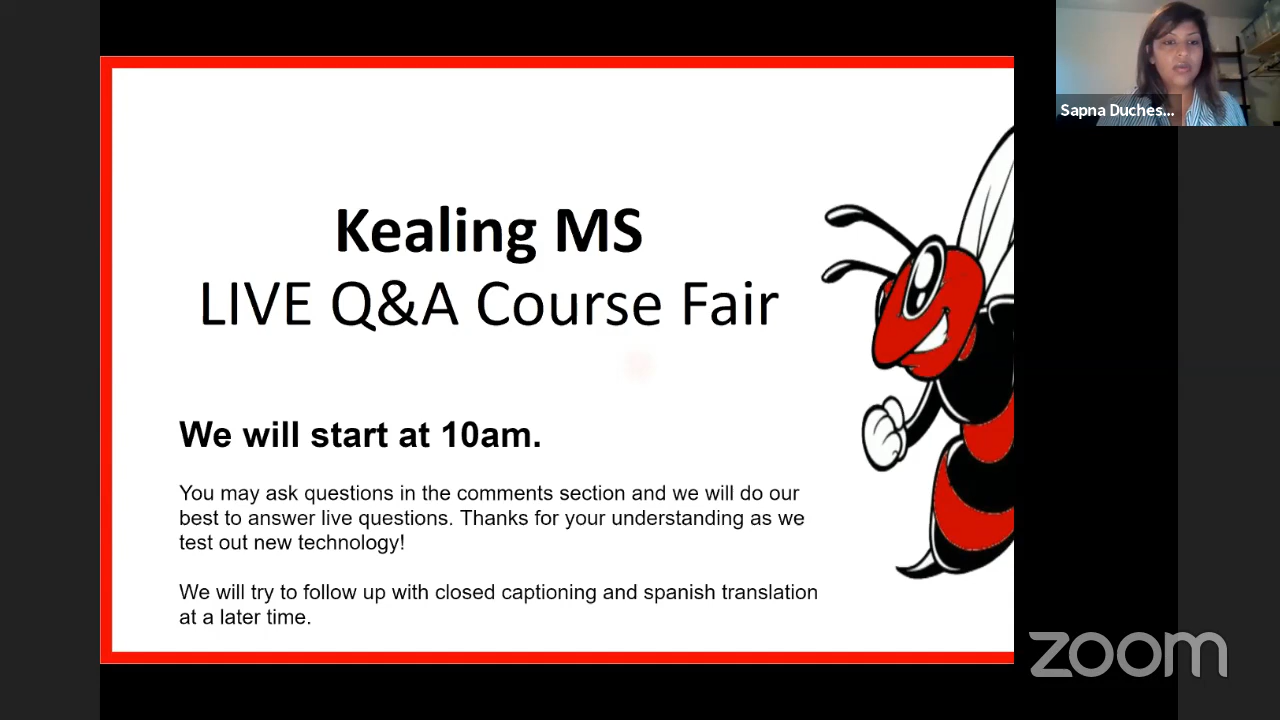 Sapna Duches...
Kealing MS
LIVE Q&A Course Fair
We will start at 10am.
You may ask questions in the comments section and we will do our
best to answer live questions. Thanks for your understanding as we
test out new technology!
We will try to follow up with closed captioning and spanish translation
at a later time.
zoom